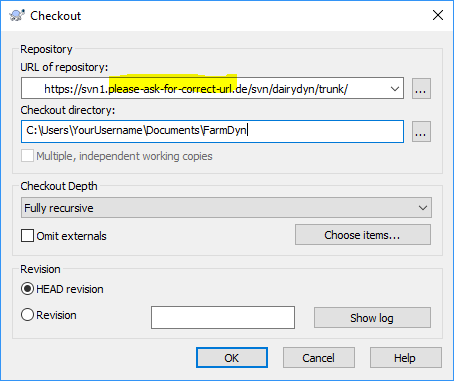 Checkout
Repository
URL of repository:
https://svn1.please-ask-for-correct-url.de/svn/dairydyn/trunk/
...
Checkout directory:
C:\Users\YourUsername\Documents\FarmDyn
...
Multiple, independent working copies
Checkout Depth
Fully recursive
Omit externals
Choose items...
Revision
HEAD revision
Revision
Show log
OK
Cancel
Help